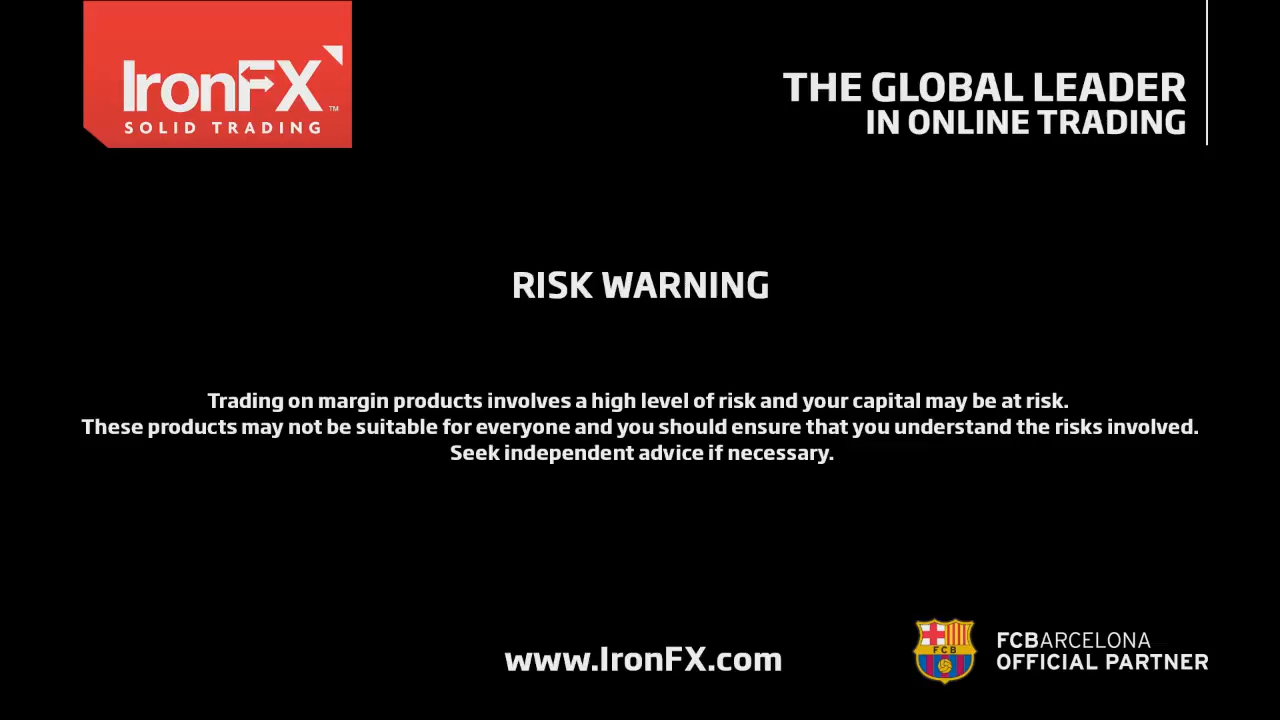 IronFX™
SOLID TRADING
THE GLOBAL LEADER
IN ONLINE TRADING
RISK WARNING
Trading on margin products involves a high level of risk and your capital may be at risk.
These products may not be suitable for everyone and you should ensure that you understand the risks involved.
Seek independent advice if necessary.
www.IronFX.com
FCB
FCBARCELONA
OFFICIAL PARTNER